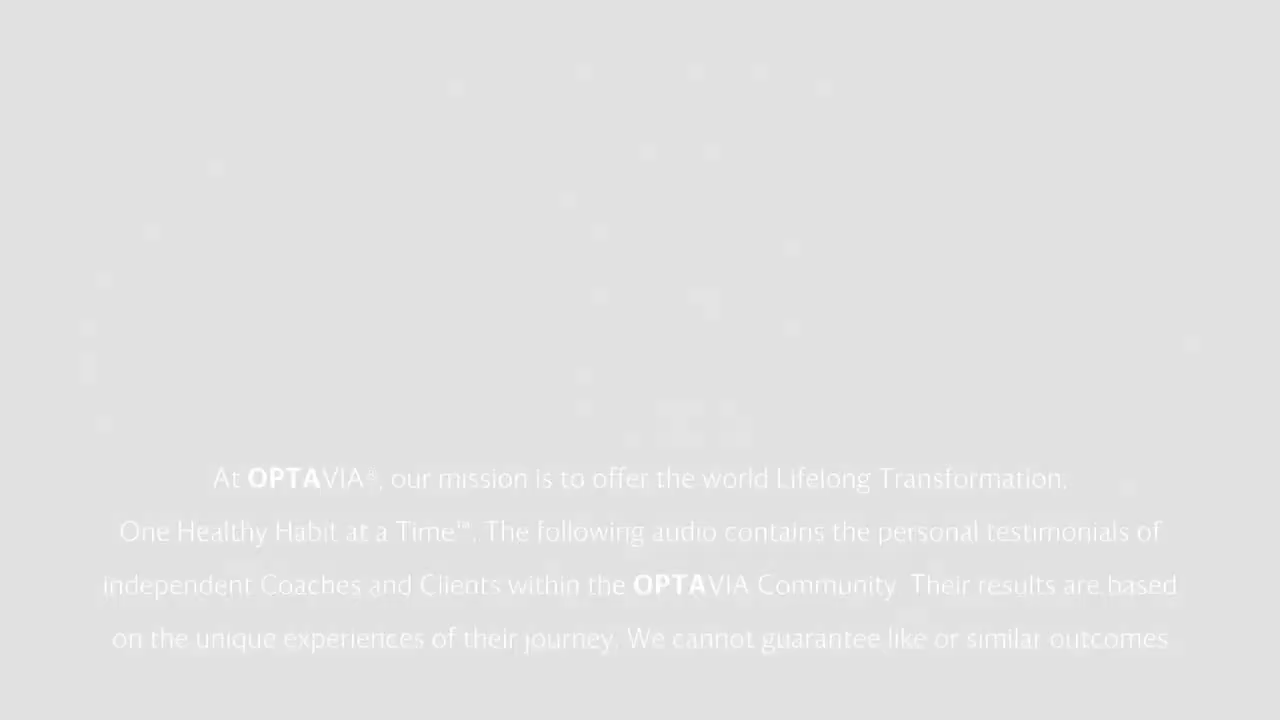 At OPTAVIA®, our mission is to offer the world Lifelong Transformation,
One Healthy Habit at a Time™. The following audio contains the personal testimonials of
independent Coaches and Clients within the OPTAVIA Community. Their results are based
on the unique experiences of their journey. We cannot guarantee like or similar outcomes